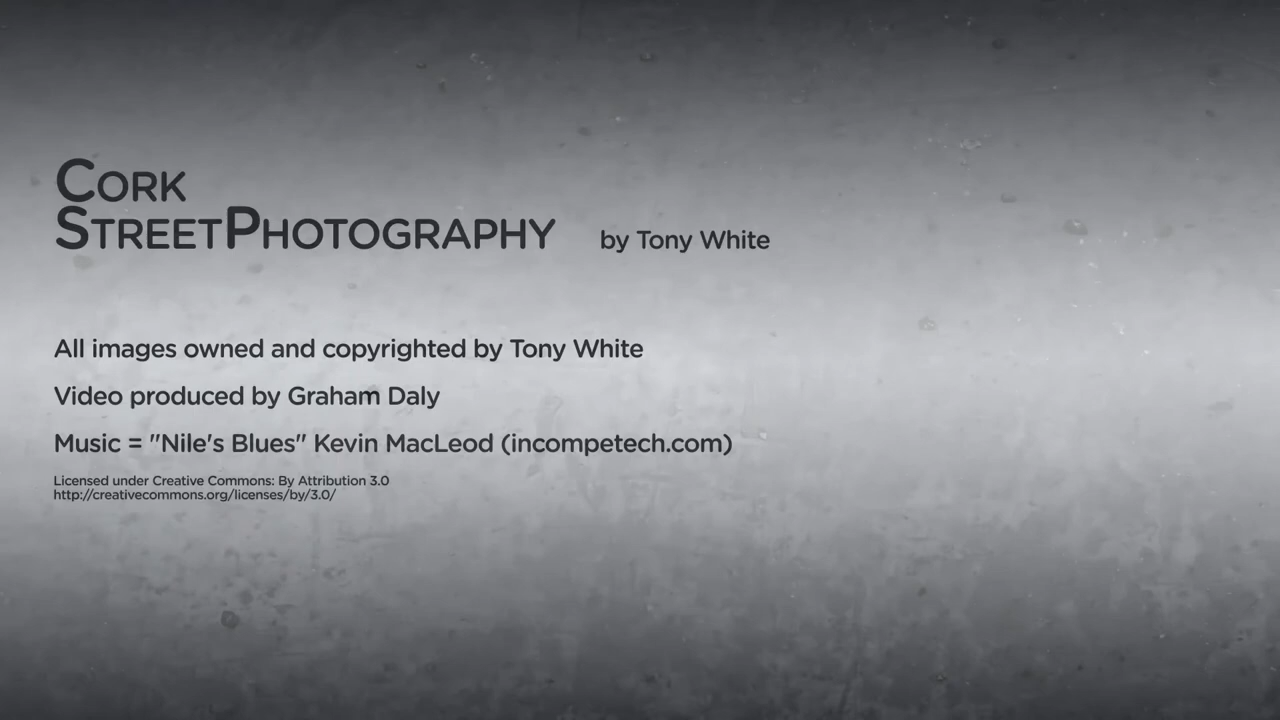 CORK
STREETPHOTOGRAPHY by Tony White
All images owned and copyrighted by Tony White
Video produced by Graham Daly
Music = "Nile's Blues" Kevin MacLeod (incompetech.com)
Licensed under Creative Commons: By Attribution 3.0
http://creativecommons.org/licenses/by/3.0/